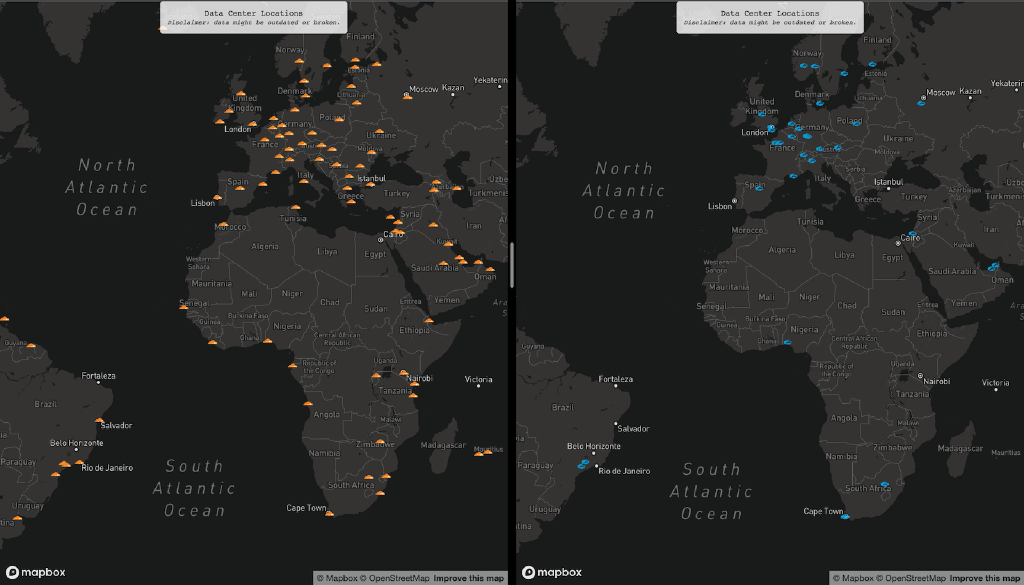 Data Center Locations
Disclaimer: data might be outdated or broken.
Finland
Norway
Estonia
Moscow
Kazan
Yekaterin
Denmark
Lithuania
United
Kingdom
London
Poland
Germany
Ukraine
Moldova
France
Austria
Serbia
Italy
Spain
Istanbul
Lisbon
Greece
Turkey
Azerbaijan
Turkmeni
Uzbe
North
Atlantic
Ocean
Tunisia
Syria
Morocco
Cairo
Iran
Kuwait
Algeria
Libya
Egypt
Western
Sahara
Saudi Arabia
Oman
Mauritania
Mali
Niger
Chad
Sudan
Eritrea
Yemen
Senegal
Guinea
Burkina Faso
Ghana
Nigeria
Central African
Republic
Ethiopia
Guyana
Republic of
the Congo
Uganda
Nairobi
Tanzania
Victoria
Fortaleza
Brazil
Salvador
Angola
Malawi
Belo Horizonte
Rio de Janeiro
Paraguay
Zimbabwe
Namibia
Madagascar
Mauritius
South
Atlantic
Ocean
South Africa
Cape Town
Uruguay
tina
mapbox
© Mapbox © OpenStreetMap Improve this map
Data Center Locations
Disclaimer: data might be outdated or broken.
Finland
Norway
Estonia
Moscow
Kazan
Yekaterin
Denmark
Lithuania
United
Kingdom
London
Poland
Germany
Ukraine
Moldova
France
Austria
Serbia
Italy
Spain
Istanbul
Lisbon
Greece
Turkey
Azerbaijan
Turkmenis
Uzbe
North
Atlantic
Ocean
Tunisia
Syria
Morocco
Cairo
Iran
Kuwait
Algeria
Libya
Egypt
Western
Sahara
Saudi Arabia
Oman
Mauritania
Mali
Niger
Chad
Sudan
Eritrea
Yemen
Senegal
Guinea
Burkina Faso
Ghana
Nigeria
Central African
Republic
Ethiopia
Guyana
Republic of
the Congo
Uganda
Nairobi
Tanzania
Victoria
Fortaleza
Brazil
Salvador
Angola
Malawi
Belo Horizonte
Rio de Janeiro
Paraguay
Zimbabwe
Namibia
Madagascar
Mauritius
South
Atlantic
Ocean
South Africa
Cape Town
Uruguay
tina
mapbox
© Mapbox © OpenStreetMap Improve this map